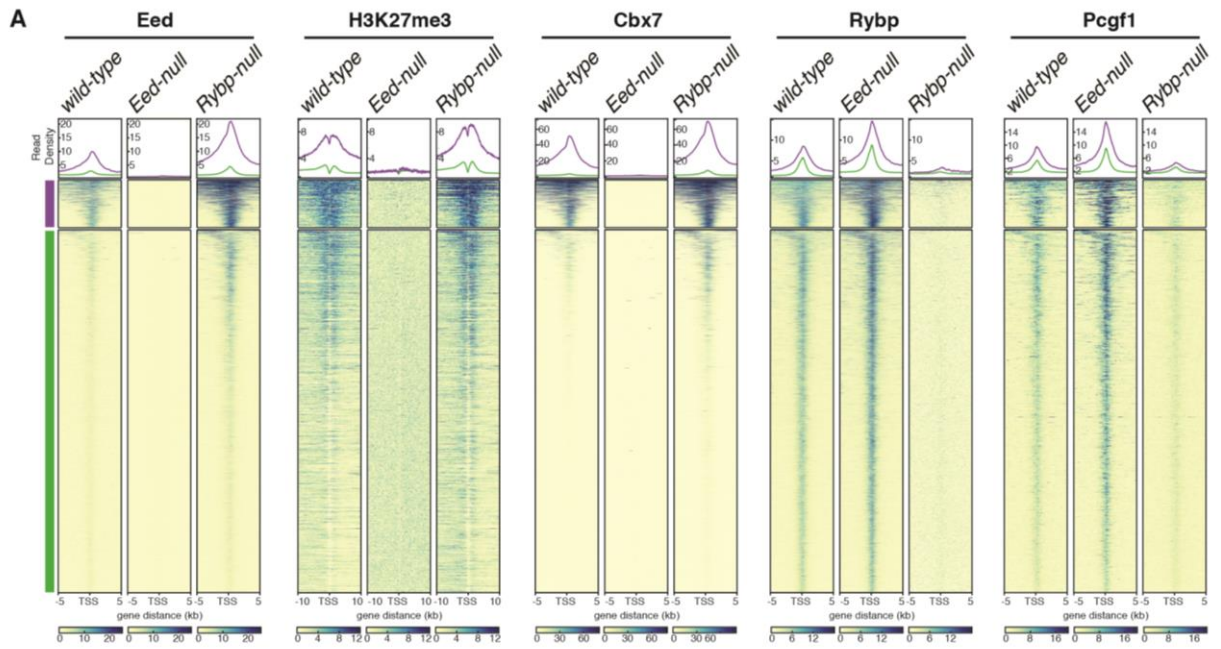 A
Eed H3K27me3 Cbx7 Rybp Pcgf1
wild-type Eed-null Rybp-null wild-type Eed-null Rybp-null wild-type Eed-null Rybp-null wild-type Eed-null Rybp-null wild-type Eed-null Rybp-null
Read
Density
20 20 20 8 8 8 60 60 60 10 10 10 14 14 14
15 15 15 4 4 4 40 40 40 5 5 5 10 10 10
10 10 10 20 20 20 6 6 6
5 5 5 2 2 2
-5 TSS 5 -5 TSS 5 -5 TSS 5 -10 TSS 10 -10 TSS 10 -10 TSS 10 -5 TSS 5 -5 TSS 5 -5 TSS 5 -5 TSS 5 -5 TSS 5 -5 TSS 5 -5 TSS 5 -5 TSS 5 -5 TSS 5
gene distance (kb) gene distance (kb) gene distance (kb) gene distance (kb) gene distance (kb)
0 10 20 0 10 20 0 10 20 0 4 8 12 0 4 8 12 0 4 8 12 0 30 60 0 30 60 0 30 60 0 6 12 0 6 12 0 6 12 0 8 16 0 8 16 0 8 16